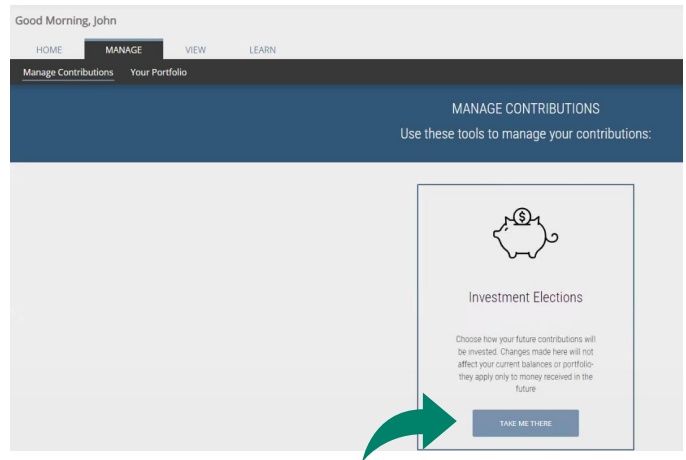 Good Morning, John
HOME MANAGE VIEW LEARN
Manage Contributions Your Portfolio
MANAGE CONTRIBUTIONS
Use these tools to manage your contributions:
$
Investment Elections
Choose how your future contributions will
be invested. Changes made here will not
affect your current balances or portfolio-
they apply only to money received in the
future
TAKE ME THERE